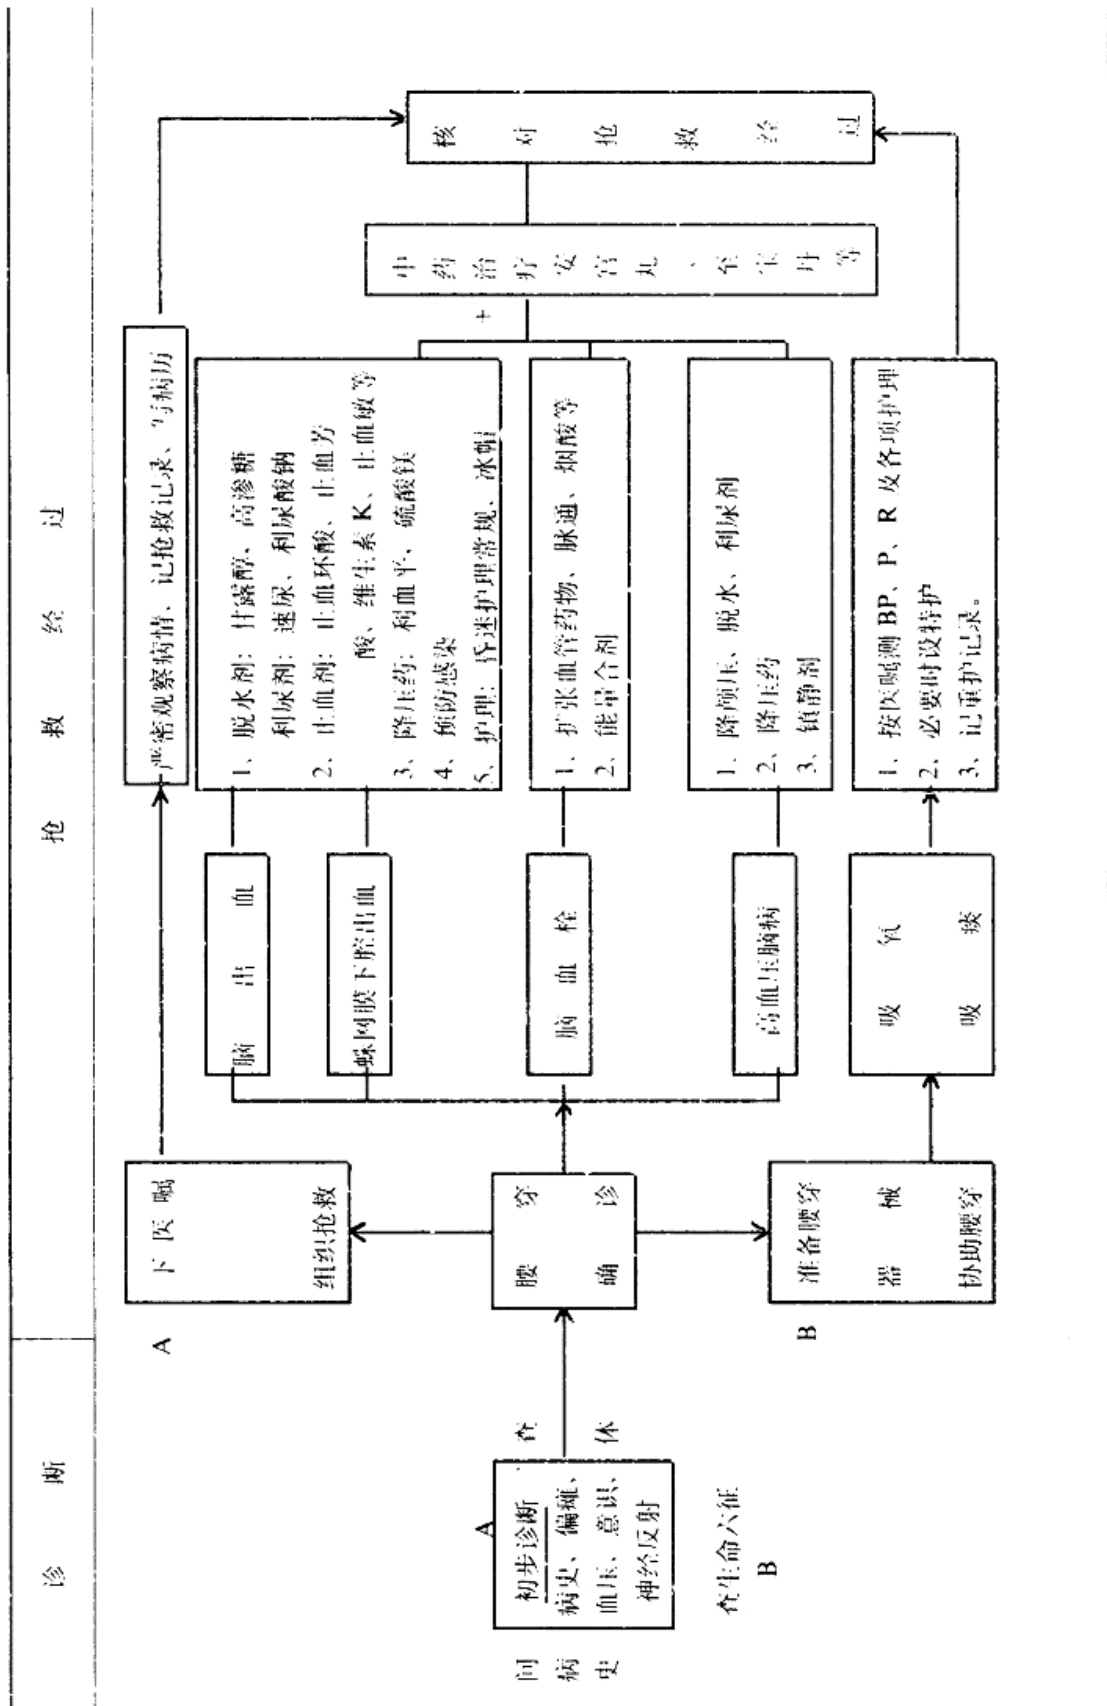 诊 断
抢 救 经 过
问病史
A
初步诊断
病史、偏瘫、
血压、意识、
神经反射
查体
查生命六征
B
A
下医嘱
组织抢救
腰穿
确诊
B
准备腰穿
器械
协助腰穿
严密观察病情、记抢救记录、写病历
脑出血
蛛网膜下腔出血
1、脱水剂：甘露醇、高渗糖
利尿剂：速尿、利尿酸钠
2、止血剂：止血环酸、止血芳
酸、维生素 K、止血敏等
3、降压药：利血平、硫酸镁
4、预防感染
5、护理：昏迷护理常规、冰帽
脑血栓
1、扩张血管药物、脉通、烟酸等
2、能量合剂
高血压脑病
1、降颅压、脱水、利尿剂
2、降压药
3、镇静剂
吸氧
吸痰
1、按医嘱测 BP、P、R 及各项护理
2、必要时设特护
3、记重护记录。
+
中药治疗安宫丸、至宝丹等
核对抢救经过